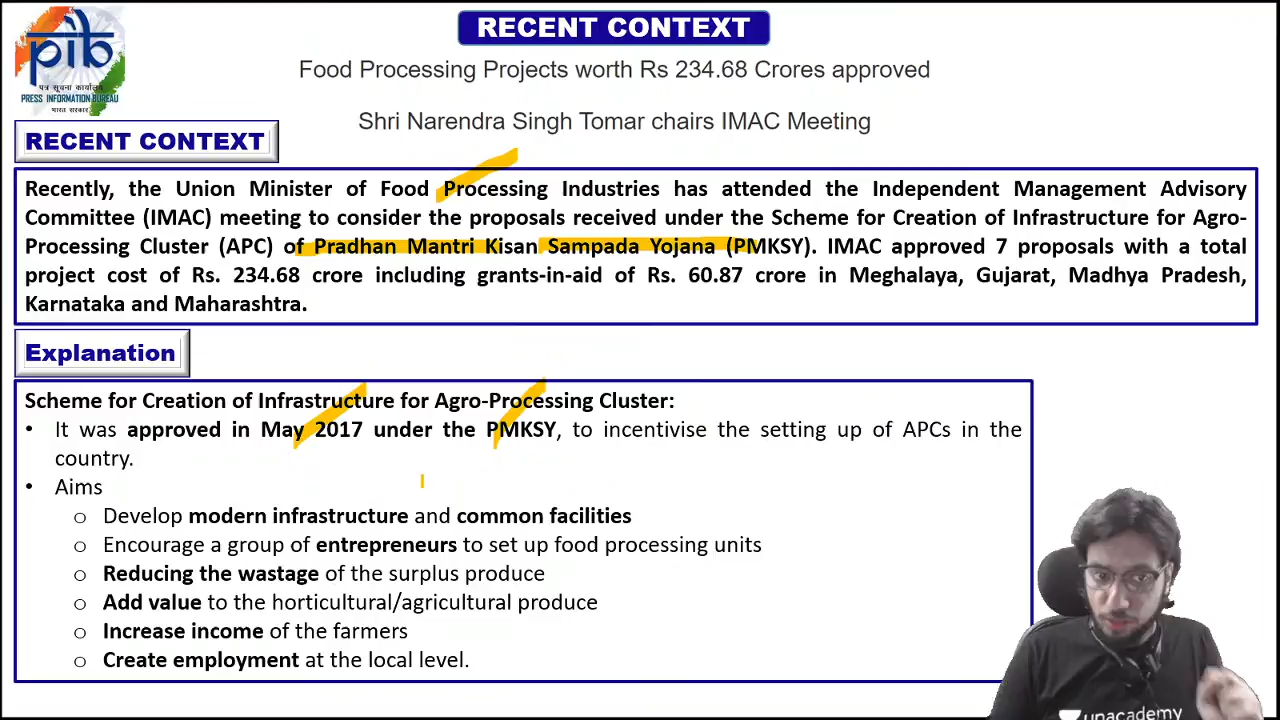 RECENT CONTEXT
Food Processing Projects worth Rs 234.68 Crores approved
Shri Narendra Singh Tomar chairs IMAC Meeting
pib
पत्र सूचना कार्यालय
PRESS INFORMATION BUREAU
भारत सरकार
RECENT CONTEXT
Recently, the Union Minister of Food Processing Industries has attended the Independent Management Advisory
Committee (IMAC) meeting to consider the proposals received under the Scheme for Creation of Infrastructure for Agro-
Processing Cluster (APC) of Pradhan Mantri Kisan Sampada Yojana (PMKSY). IMAC approved 7 proposals with a total
project cost of Rs. 234.68 crore including grants-in-aid of Rs. 60.87 crore in Meghalaya, Gujarat, Madhya Pradesh,
Karnataka and Maharashtra.
Explanation
Scheme for Creation of Infrastructure for Agro-Processing Cluster:
• It was approved in May 2017 under the PMKSY, to incentivise the setting up of APCs in the
country.
• Aims
o Develop modern infrastructure and common facilities
o Encourage a group of entrepreneurs to set up food processing units
o Reducing the wastage of the surplus produce
o Add value to the horticultural/agricultural produce
o Increase income of the farmers
o Create employment at the local level.
unacademy